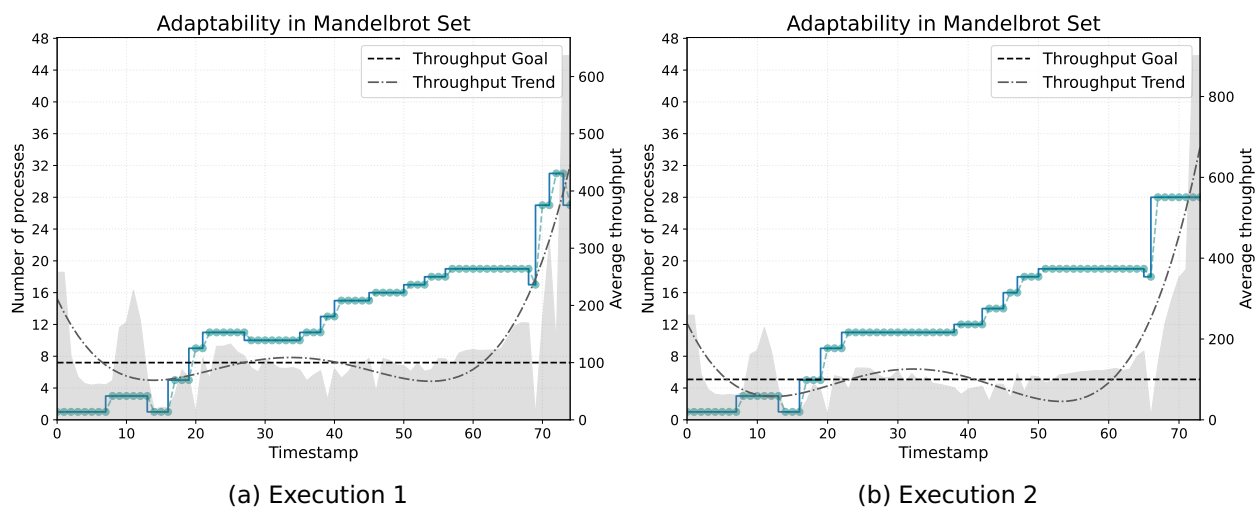 Adaptability in Mandelbrot Set
48
44
40
36
32
28
24
20
16
12
8
4
0
Number of processes
0 10 20 30 40 50 60 70
Timestamp
600
500
400
300
200
100
0
Average throughput
Throughput Goal
Throughput Trend
(a) Execution 1
Adaptability in Mandelbrot Set
48
44
40
36
32
28
24
20
16
12
8
4
0
Number of processes
0 10 20 30 40 50 60 70
Timestamp
800
600
400
200
0
Average throughput
Throughput Goal
Throughput Trend
(b) Execution 2